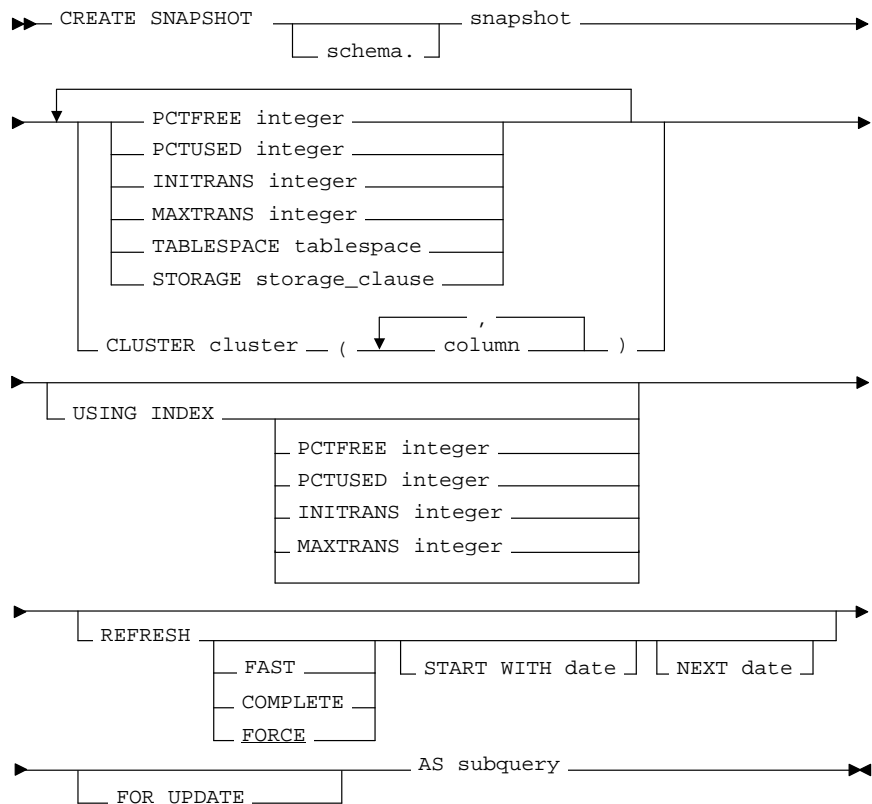 CREATE SNAPSHOT schema. snapshot
PCTFREE integer
PCTUSED integer
INITRANS integer
MAXTRANS integer
TABLESPACE tablespace
STORAGE storage_clause
,
CLUSTER cluster ( column )
USING INDEX
PCTFREE integer
PCTUSED integer
INITRANS integer
MAXTRANS integer
REFRESH
FAST
COMPLETE
FORCE
START WITH date
NEXT date
FOR UPDATE
AS subquery